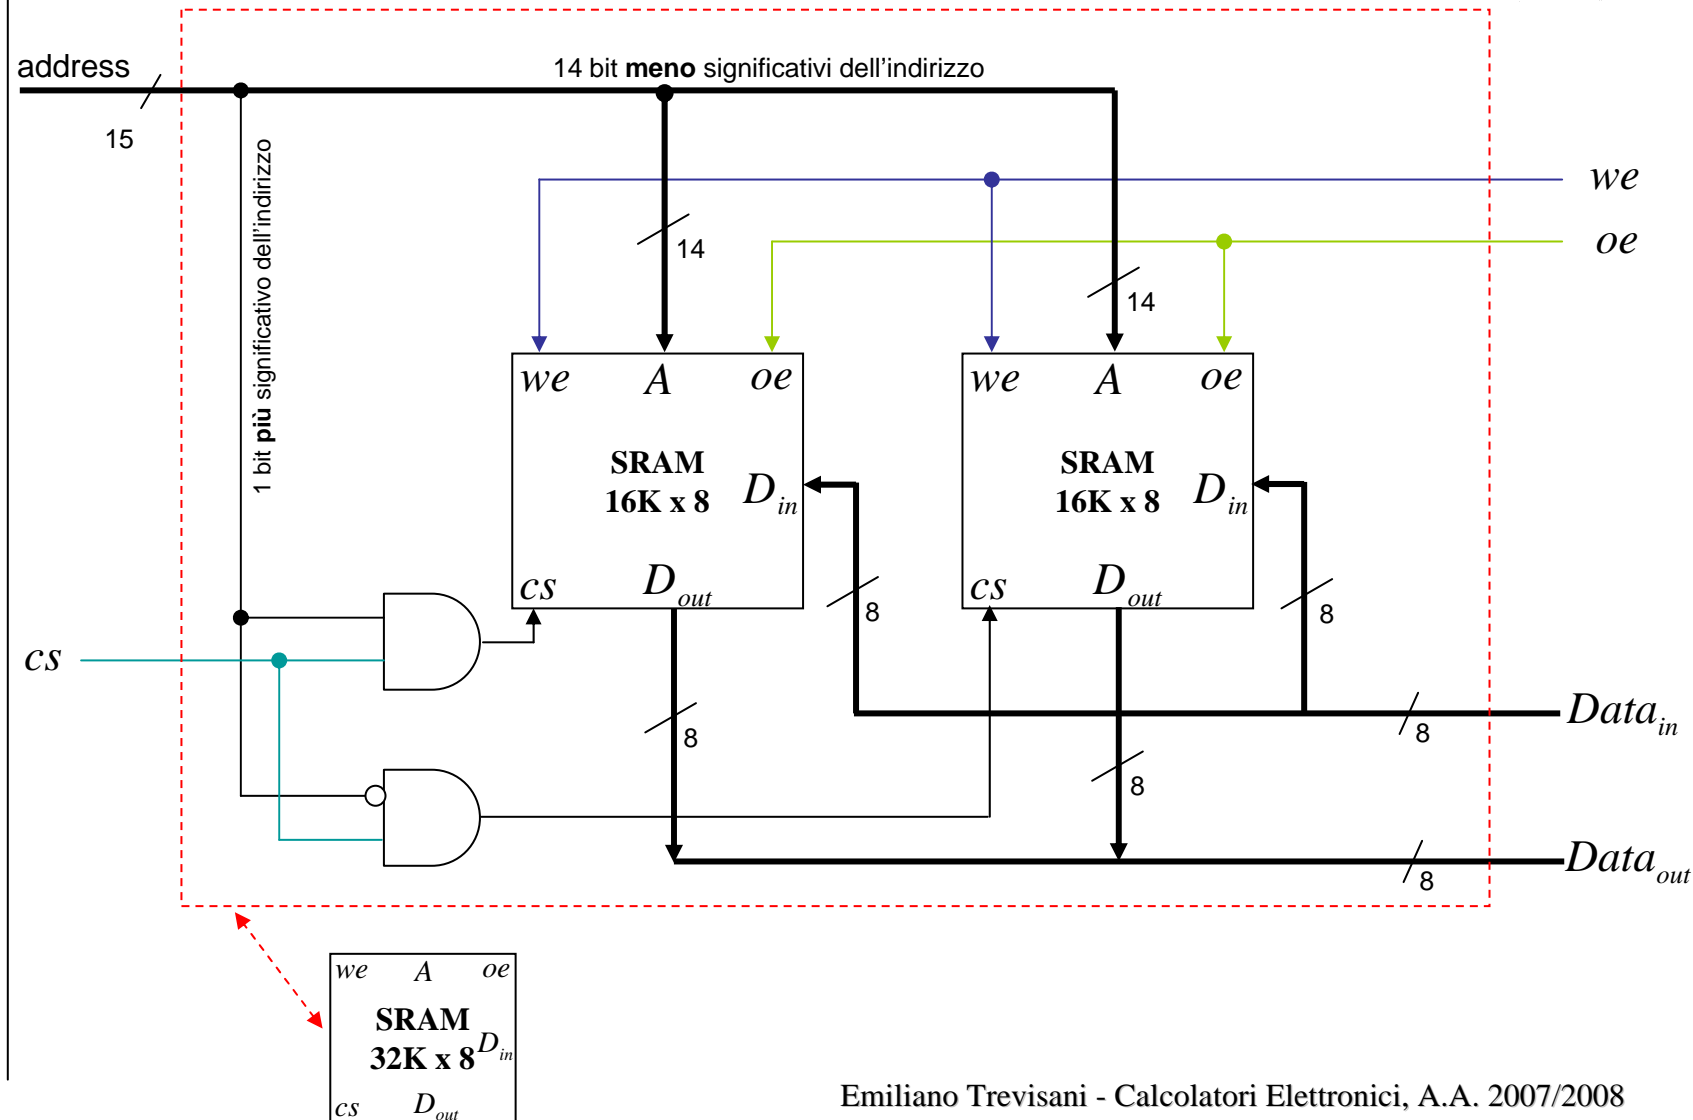 address
15
14 bit meno significativi dell'indirizzo
1 bit più significativo dell'indirizzo
we
oe
14
14
we A oe
SRAM
16K x 8
D in
cs
D out
we A oe
SRAM
16K x 8
D in
cs
D out
8
8
cs
8
8
8
Data in
8
Data out
we A oe
SRAM
32K x 8
D in
cs
D out
Emiliano Trevisani - Calcolatori Elettronici, A.A. 2007/2008